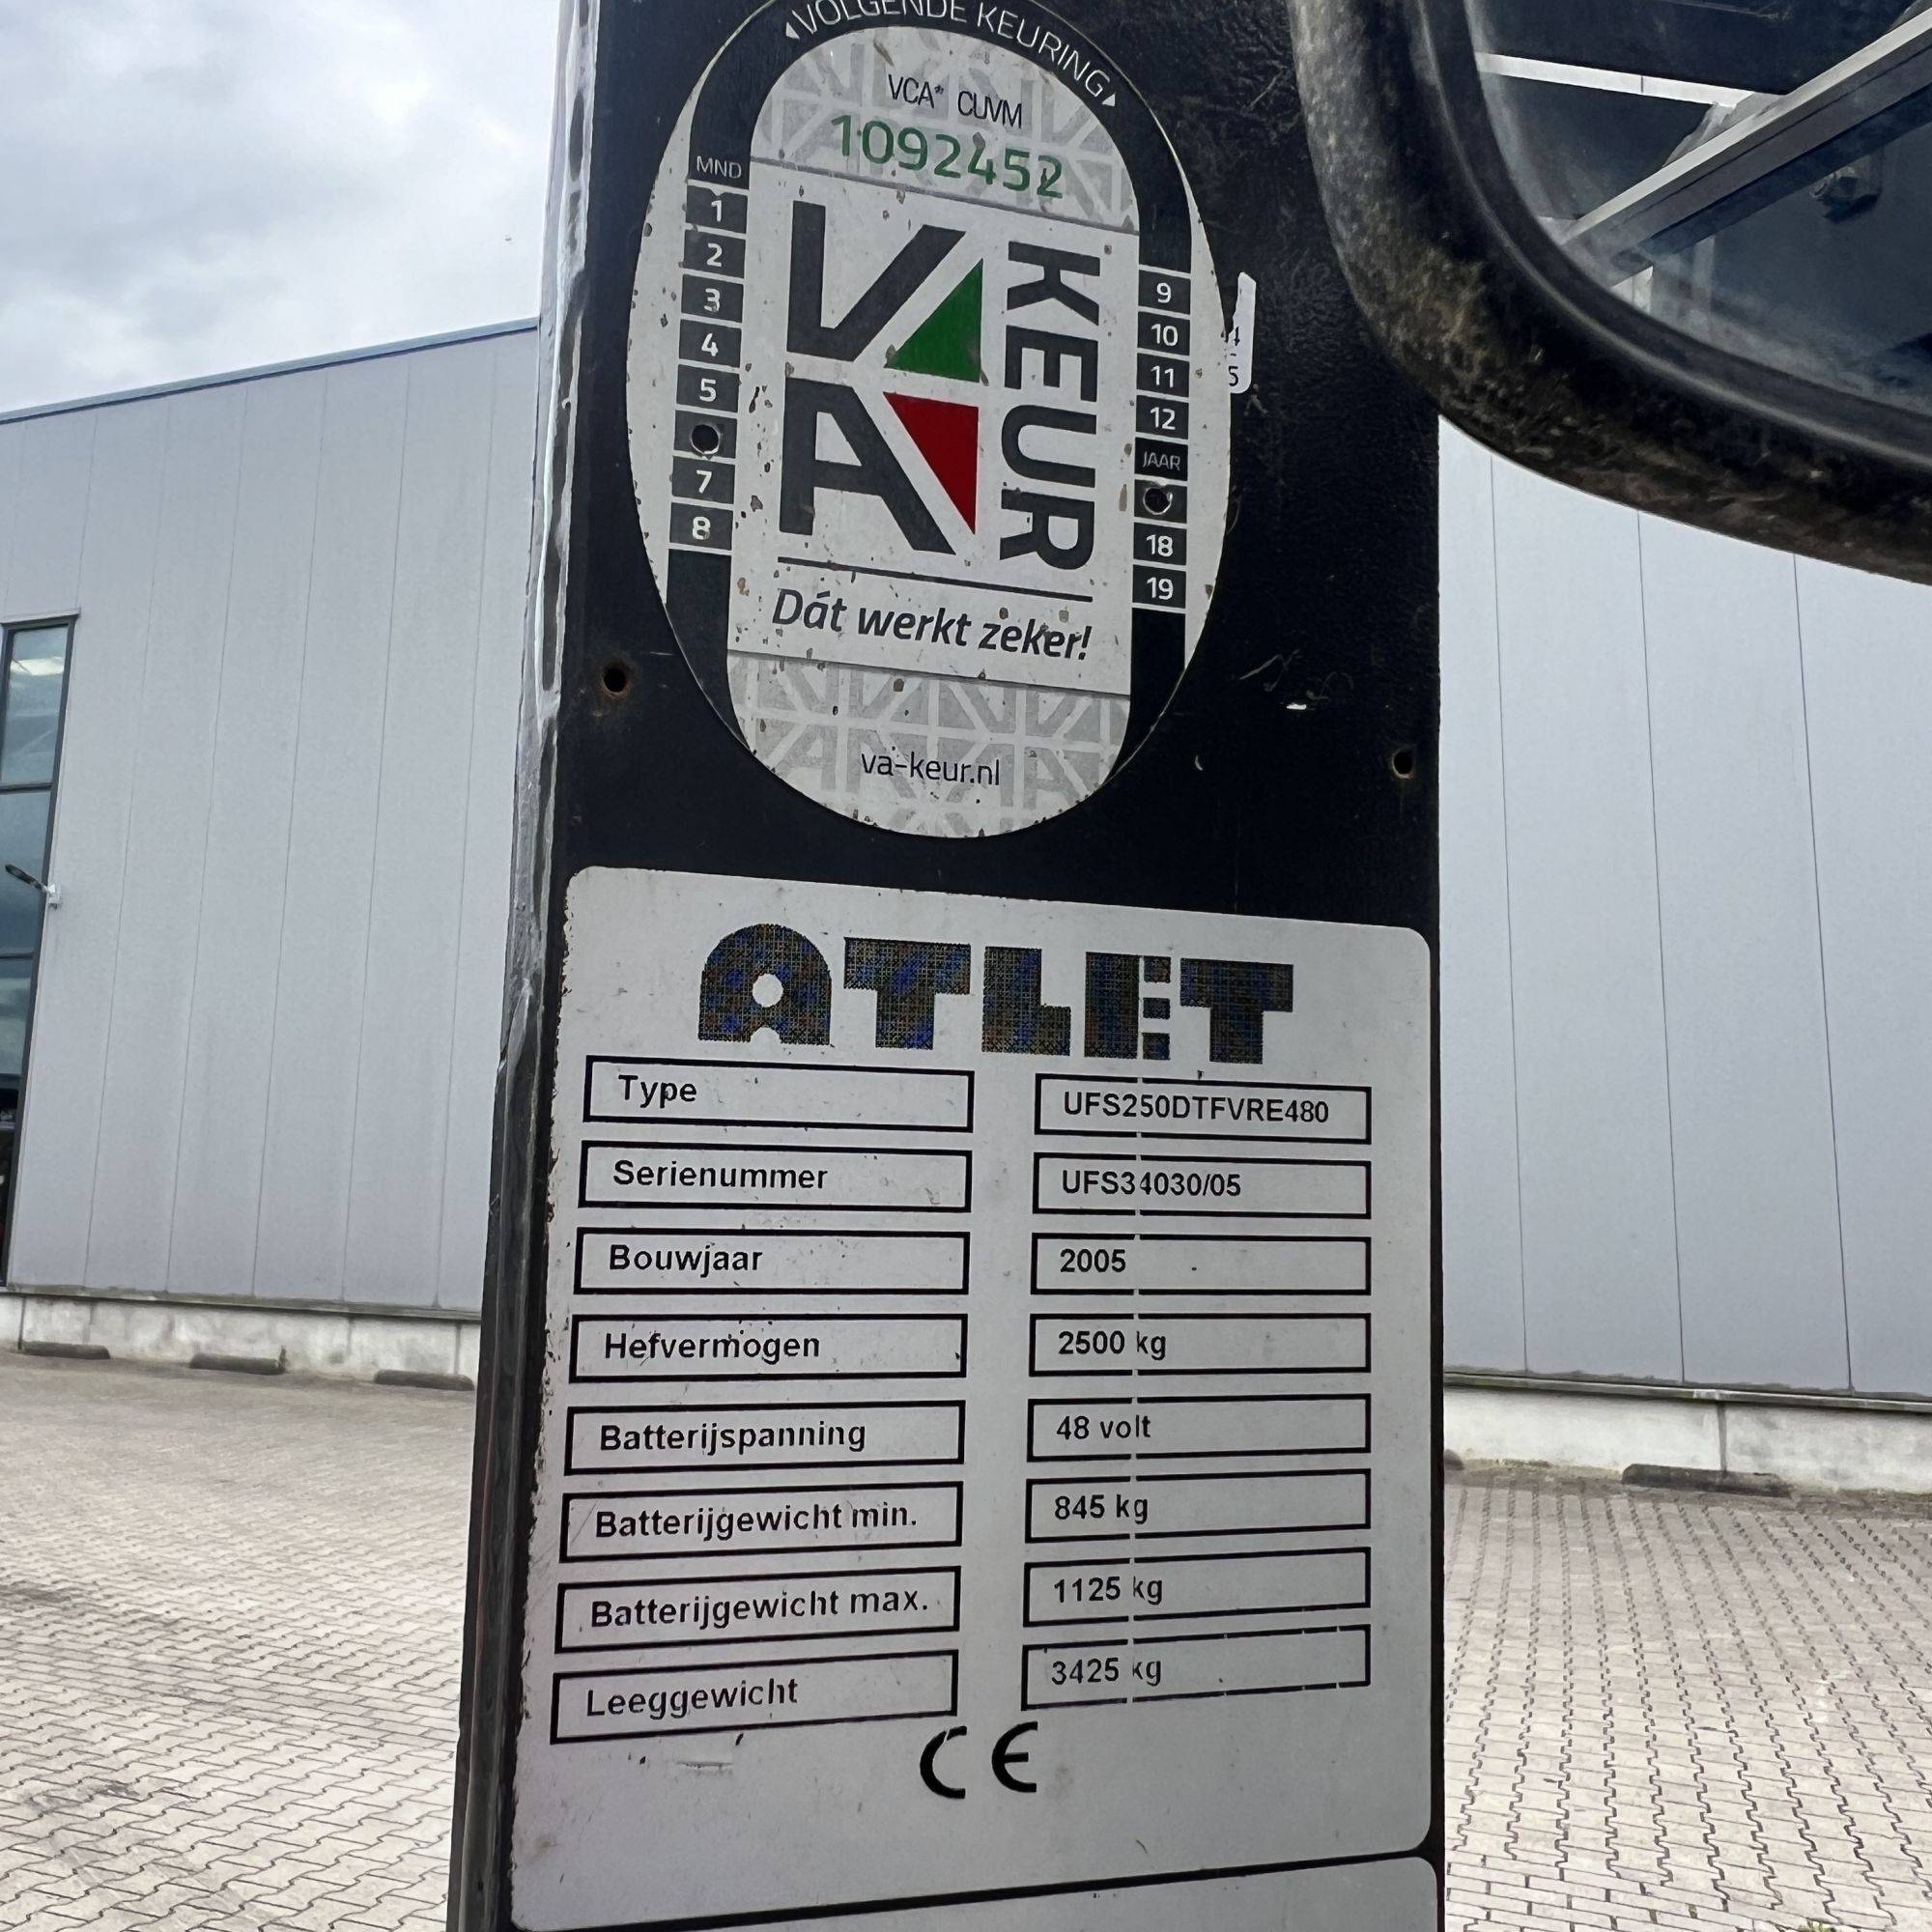 VOLGENDE KEURING
VCA* CUVM
1092452
MND
1
2
3
4
5
7
8
VA KEUR
9
10
11
12
JAAR
18
19
Dát werkt zeker!
va-keur.nl
ATLET
Type UFS250DTFVRE480
Serienummer UFS34030/05
Bouwjaar 2005
Hefvermogen 2500 kg
Batterijspanning 48 volt
Batterijgewicht min. 845 kg
Batterijgewicht max. 1125 kg
Leeggewicht 3425 kg
CE